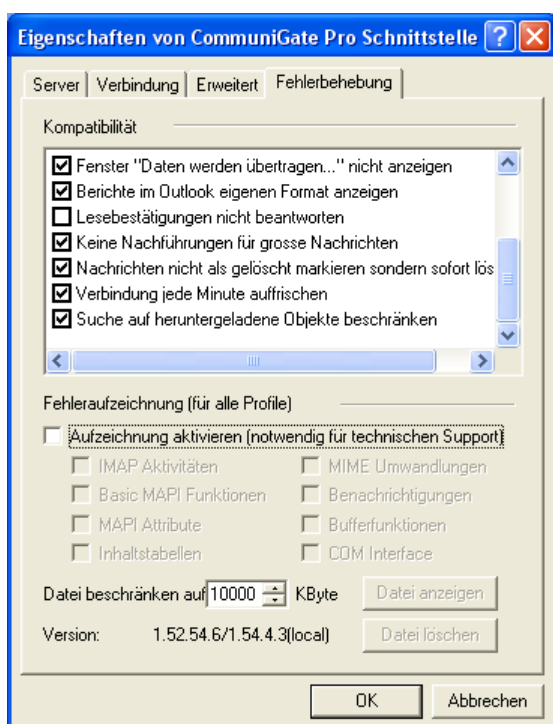 Eigenschaften von CommuniGate Pro Schnittstelle
Server Verbindung Erweitert Fehlerbehebung
Kompatibilität
Fenster "Daten werden übertragen..." nicht anzeigen
Berichte im Outlook eigenen Format anzeigen
Lesebestätigungen nicht beantworten
Keine Nachführungen für grosse Nachrichten
Nachrichten nicht als gelöscht markieren sondern sofort lös
Verbindung jede Minute auffrischen
Suche auf heruntergeladene Objekte beschränken
Fehleraufzeichnung (für alle Profile)
Aufzeichnung aktivieren (notwendig für technischen Support)
IMAP Aktivitäten MIME Umwandlungen
Basic MAPI Funktionen Benachrichtigungen
MAPI Attribute Bufferfunktionen
Inhaltstabellen COM Interface
Datei beschränken auf 10000 KByte Datei anzeigen
Version: 1.52.54.6/1.54.4.3(local) Datei löschen
OK Abbrechen